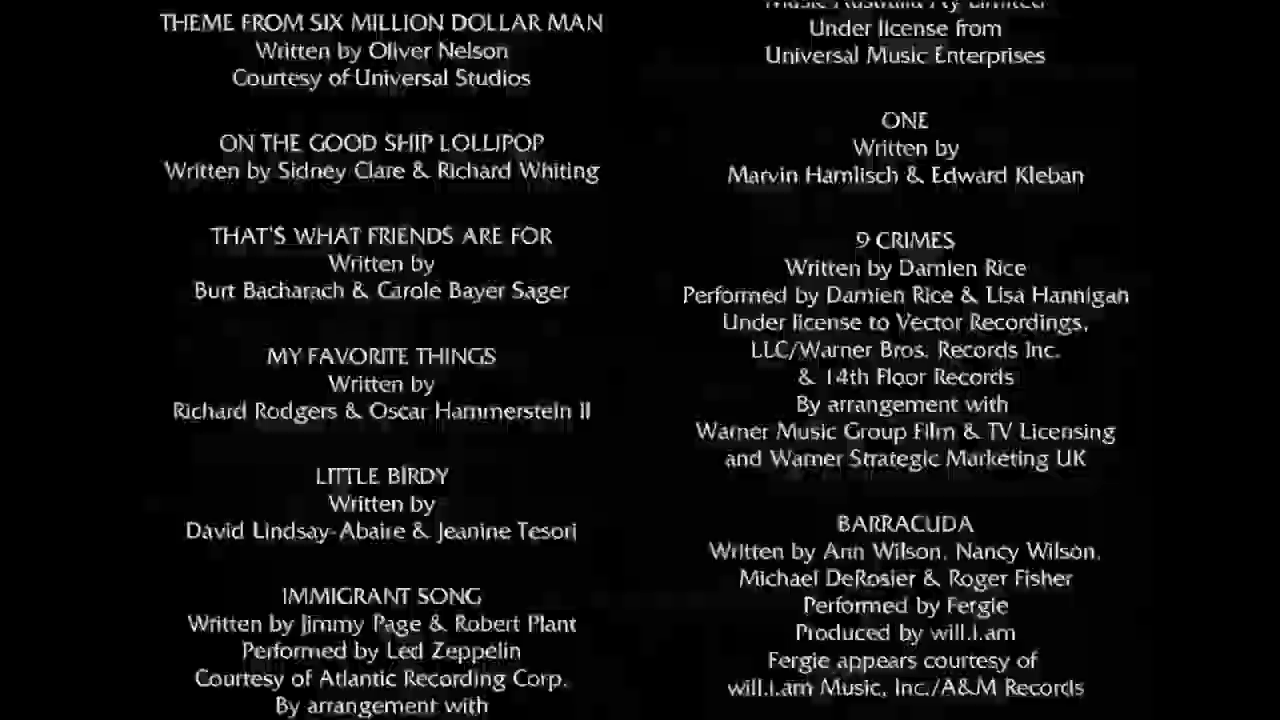 THEME FROM SIX MILLION DOLLAR MAN
Written by Oliver Nelson
Courtesy of Universal Studios
ON THE GOOD SHIP LOLLIPOP
Written by Sidney Clare & Richard Whiting
THAT'S WHAT FRIENDS ARE FOR
Written by
Burt Bacharach & Carole Bayer Sager
MY FAVORITE THINGS
Written by
Richard Rodgers & Oscar Hammerstein II
LITTLE BIRDY
Written by
David Lindsay-Abaire & Jeanine Tesori
IMMIGRANT SONG
Written by Jimmy Page & Robert Plant
Performed by Led Zeppelin
Courtesy of Atlantic Recording Corp.
By arrangement with
Music Australia Pty Limited
Under license from
Universal Music Enterprises
ONE
Written by
Marvin Hamlisch & Edward Kleban
9 CRIMES
Written by Damien Rice
Performed by Damien Rice & Lisa Hannigan
Under license to Vector Recordings,
LLC/Warner Bros. Records Inc.
& 14th Floor Records
By arrangement with
Warner Music Group Film & TV Licensing
and Warner Strategic Marketing UK
BARRACUDA
Written by Ann Wilson, Nancy Wilson,
Michael DeRosier & Roger Fisher
Performed by Fergie
Produced by will.i.am
Fergie appears courtesy of
will.i.am Music, Inc./A&M Records